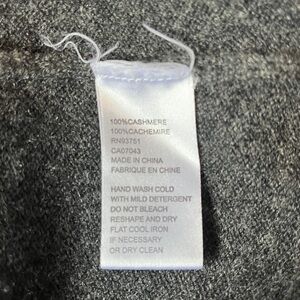 100%CASHMERE
100%CACHEMIRE
RN93751
CA07043
MADE IN CHINA
FABRIQUE EN CHINE
HAND WASH COLD
WITH MILD DETERGENT
DO NOT BLEACH
RESHAPE AND DRY
FLAT COOL IRON
IF NECESSARY
OR DRY CLEAN